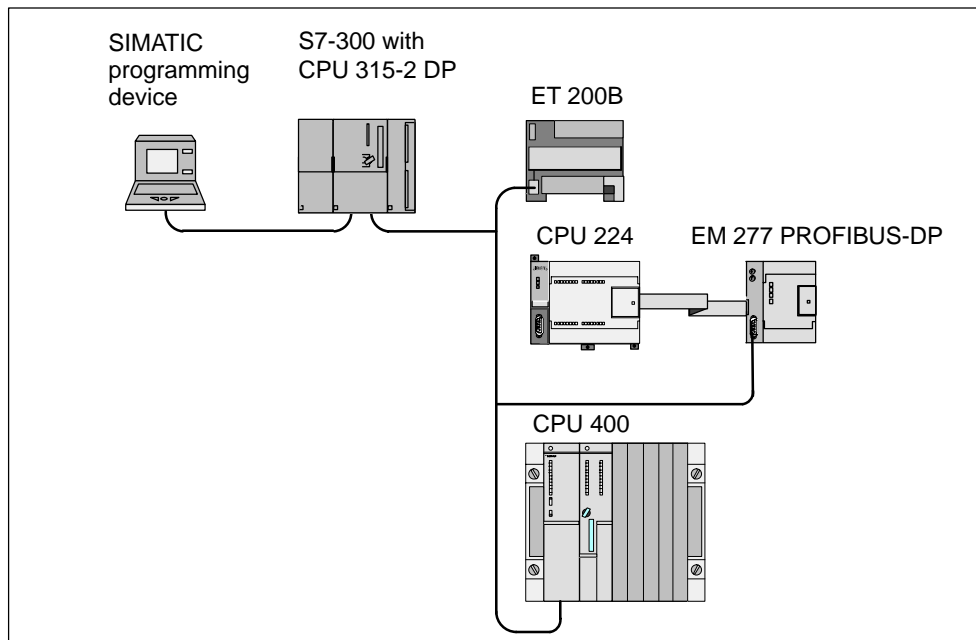 SIMATIC
programming
device
S7-300 with
CPU 315-2 DP
ET 200B
CPU 224
EM 277 PROFIBUS-DP
CPU 400